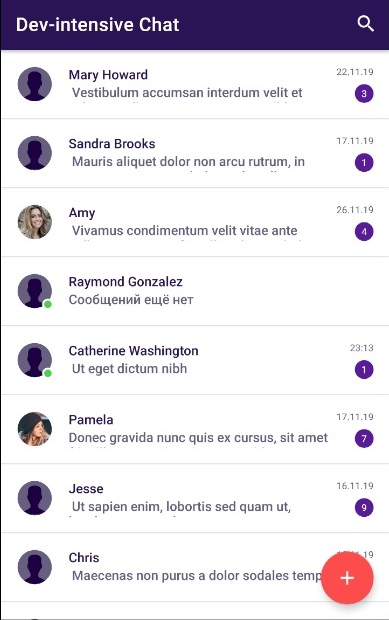 Dev-intensive Chat
Mary Howard
22.11.19
Vestibulum accumsan interdum velit et
3
Sandra Brooks
17.11.19
Mauris aliquet dolor non arcu rutrum, in
1
Amy
26.11.19
Vivamus condimentum velit vitae ante
4
Raymond Gonzalez
Сообщений ещё нет
Catherine Washington
23:13
Ut eget dictum nibh
1
Pamela
17.11.19
Donec gravida nunc quis ex cursus, sit amet
7
Jesse
16.11.19
Ut sapien enim, lobortis sed quam ut,
9
Chris
Maecenas non purus a dolor sodales